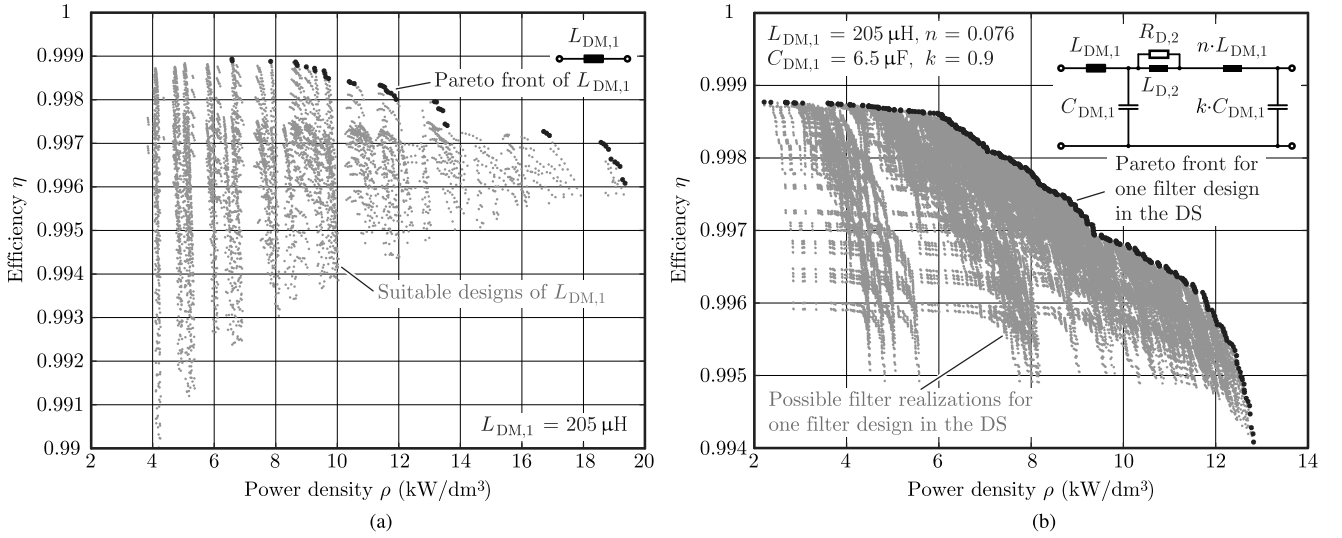 1
0.999
0.998
0.997
0.996
0.995
0.994
0.993
0.992
0.991
0.99
Efficiency η
L_DM,1
Pareto front of L_DM,1
Suitable designs of L_DM,1
L_DM,1 = 205 μH
2 4 6 8 10 12 14 16 18 20
Power density ρ (kW/dm³)
(a)
1
0.999
0.998
0.997
0.996
0.995
0.994
Efficiency η
L_DM,1 = 205 μH, n = 0.076
C_DM,1 = 6.5 μF, k = 0.9
R_D,2
L_DM,1
n·L_DM,1
L_D,2
C_DM,1
k·C_DM,1
Pareto front for
one filter design
in the DS
Possible filter realizations for
one filter design in the DS
2 4 6 8 10 12 14
Power density ρ (kW/dm³)
(b)